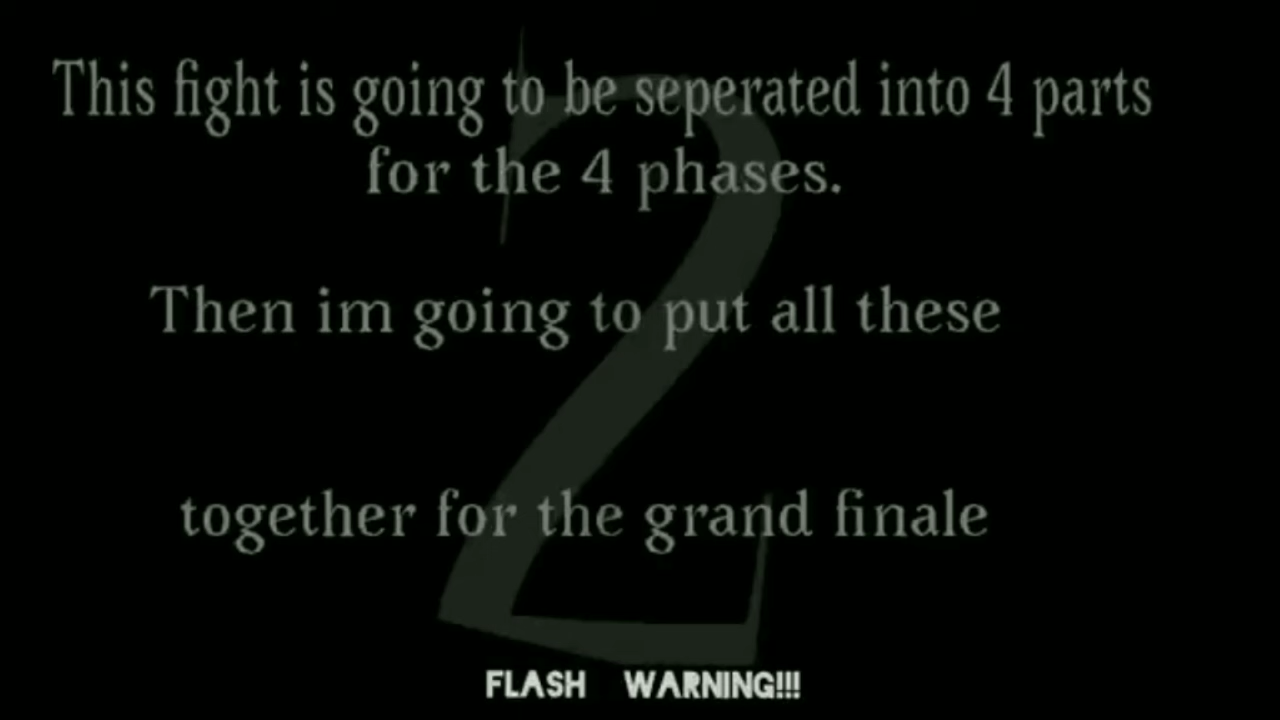 This fight is going to be seperated into 4 parts
for the 4 phases.
Then im going to put all these
2
together for the grand finale
FLASH WARNING!!!